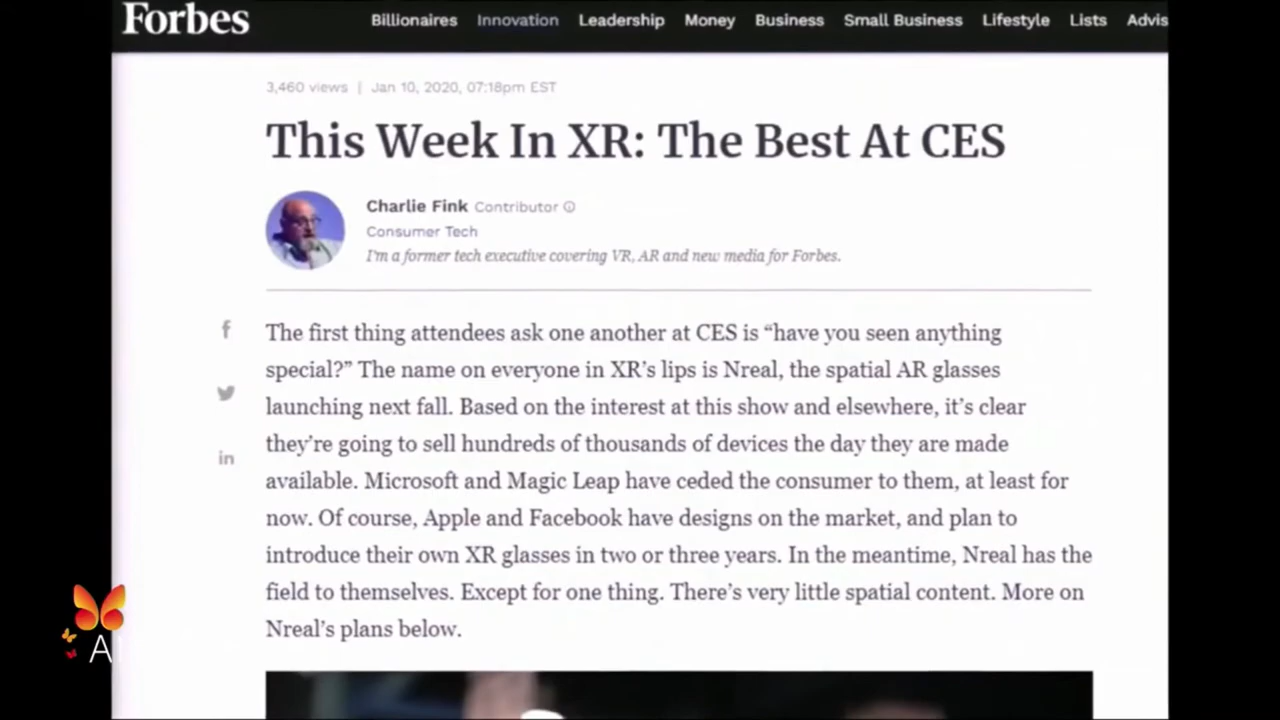 Forbes
Billionaires Innovation Leadership Money Business Small Business Lifestyle Lists Advis
3,460 views | Jan 10, 2020, 07:18pm EST
This Week In XR: The Best At CES
Charlie Fink Contributor
Consumer Tech
I'm a former tech executive covering VR, AR and new media for Forbes.
The first thing attendees ask one another at CES is “have you seen anything
special?” The name on everyone in XR’s lips is Nreal, the spatial AR glasses
launching next fall. Based on the interest at this show and elsewhere, it’s clear
they’re going to sell hundreds of thousands of devices the day they are made
available. Microsoft and Magic Leap have ceded the consumer to them, at least for
now. Of course, Apple and Facebook have designs on the market, and plan to
introduce their own XR glasses in two or three years. In the meantime, Nreal has the
field to themselves. Except for one thing. There’s very little spatial content. More on
Nreal’s plans below.